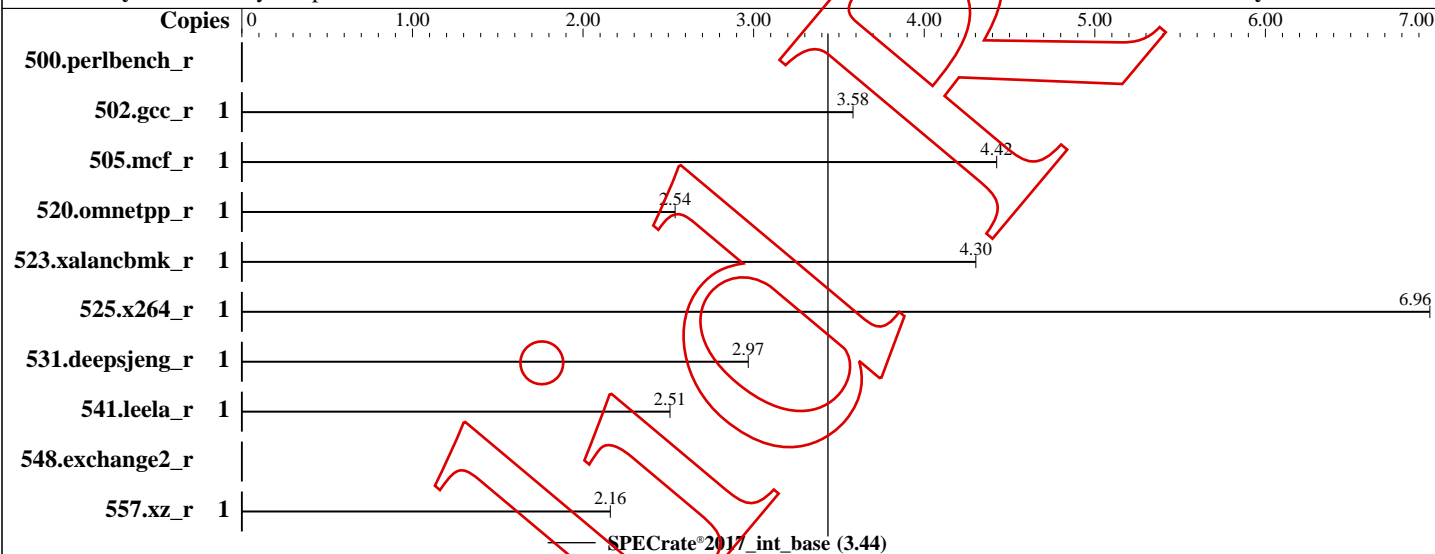 Copies 0 1.00 2.00 3.00 4.00 5.00 6.00 7.00
500.perlbench_r
502.gcc_r 1 3.58
505.mcf_r 1 4.42
520.omnetpp_r 1 2.54
523.xalancbmk_r 1 4.30
525.x264_r 1 6.96
531.deepsjeng_r 1 2.97
541.leela_r 1 2.51
548.exchange2_r
557.xz_r 1 2.16
SPECrate®2017_int_base (3.44)